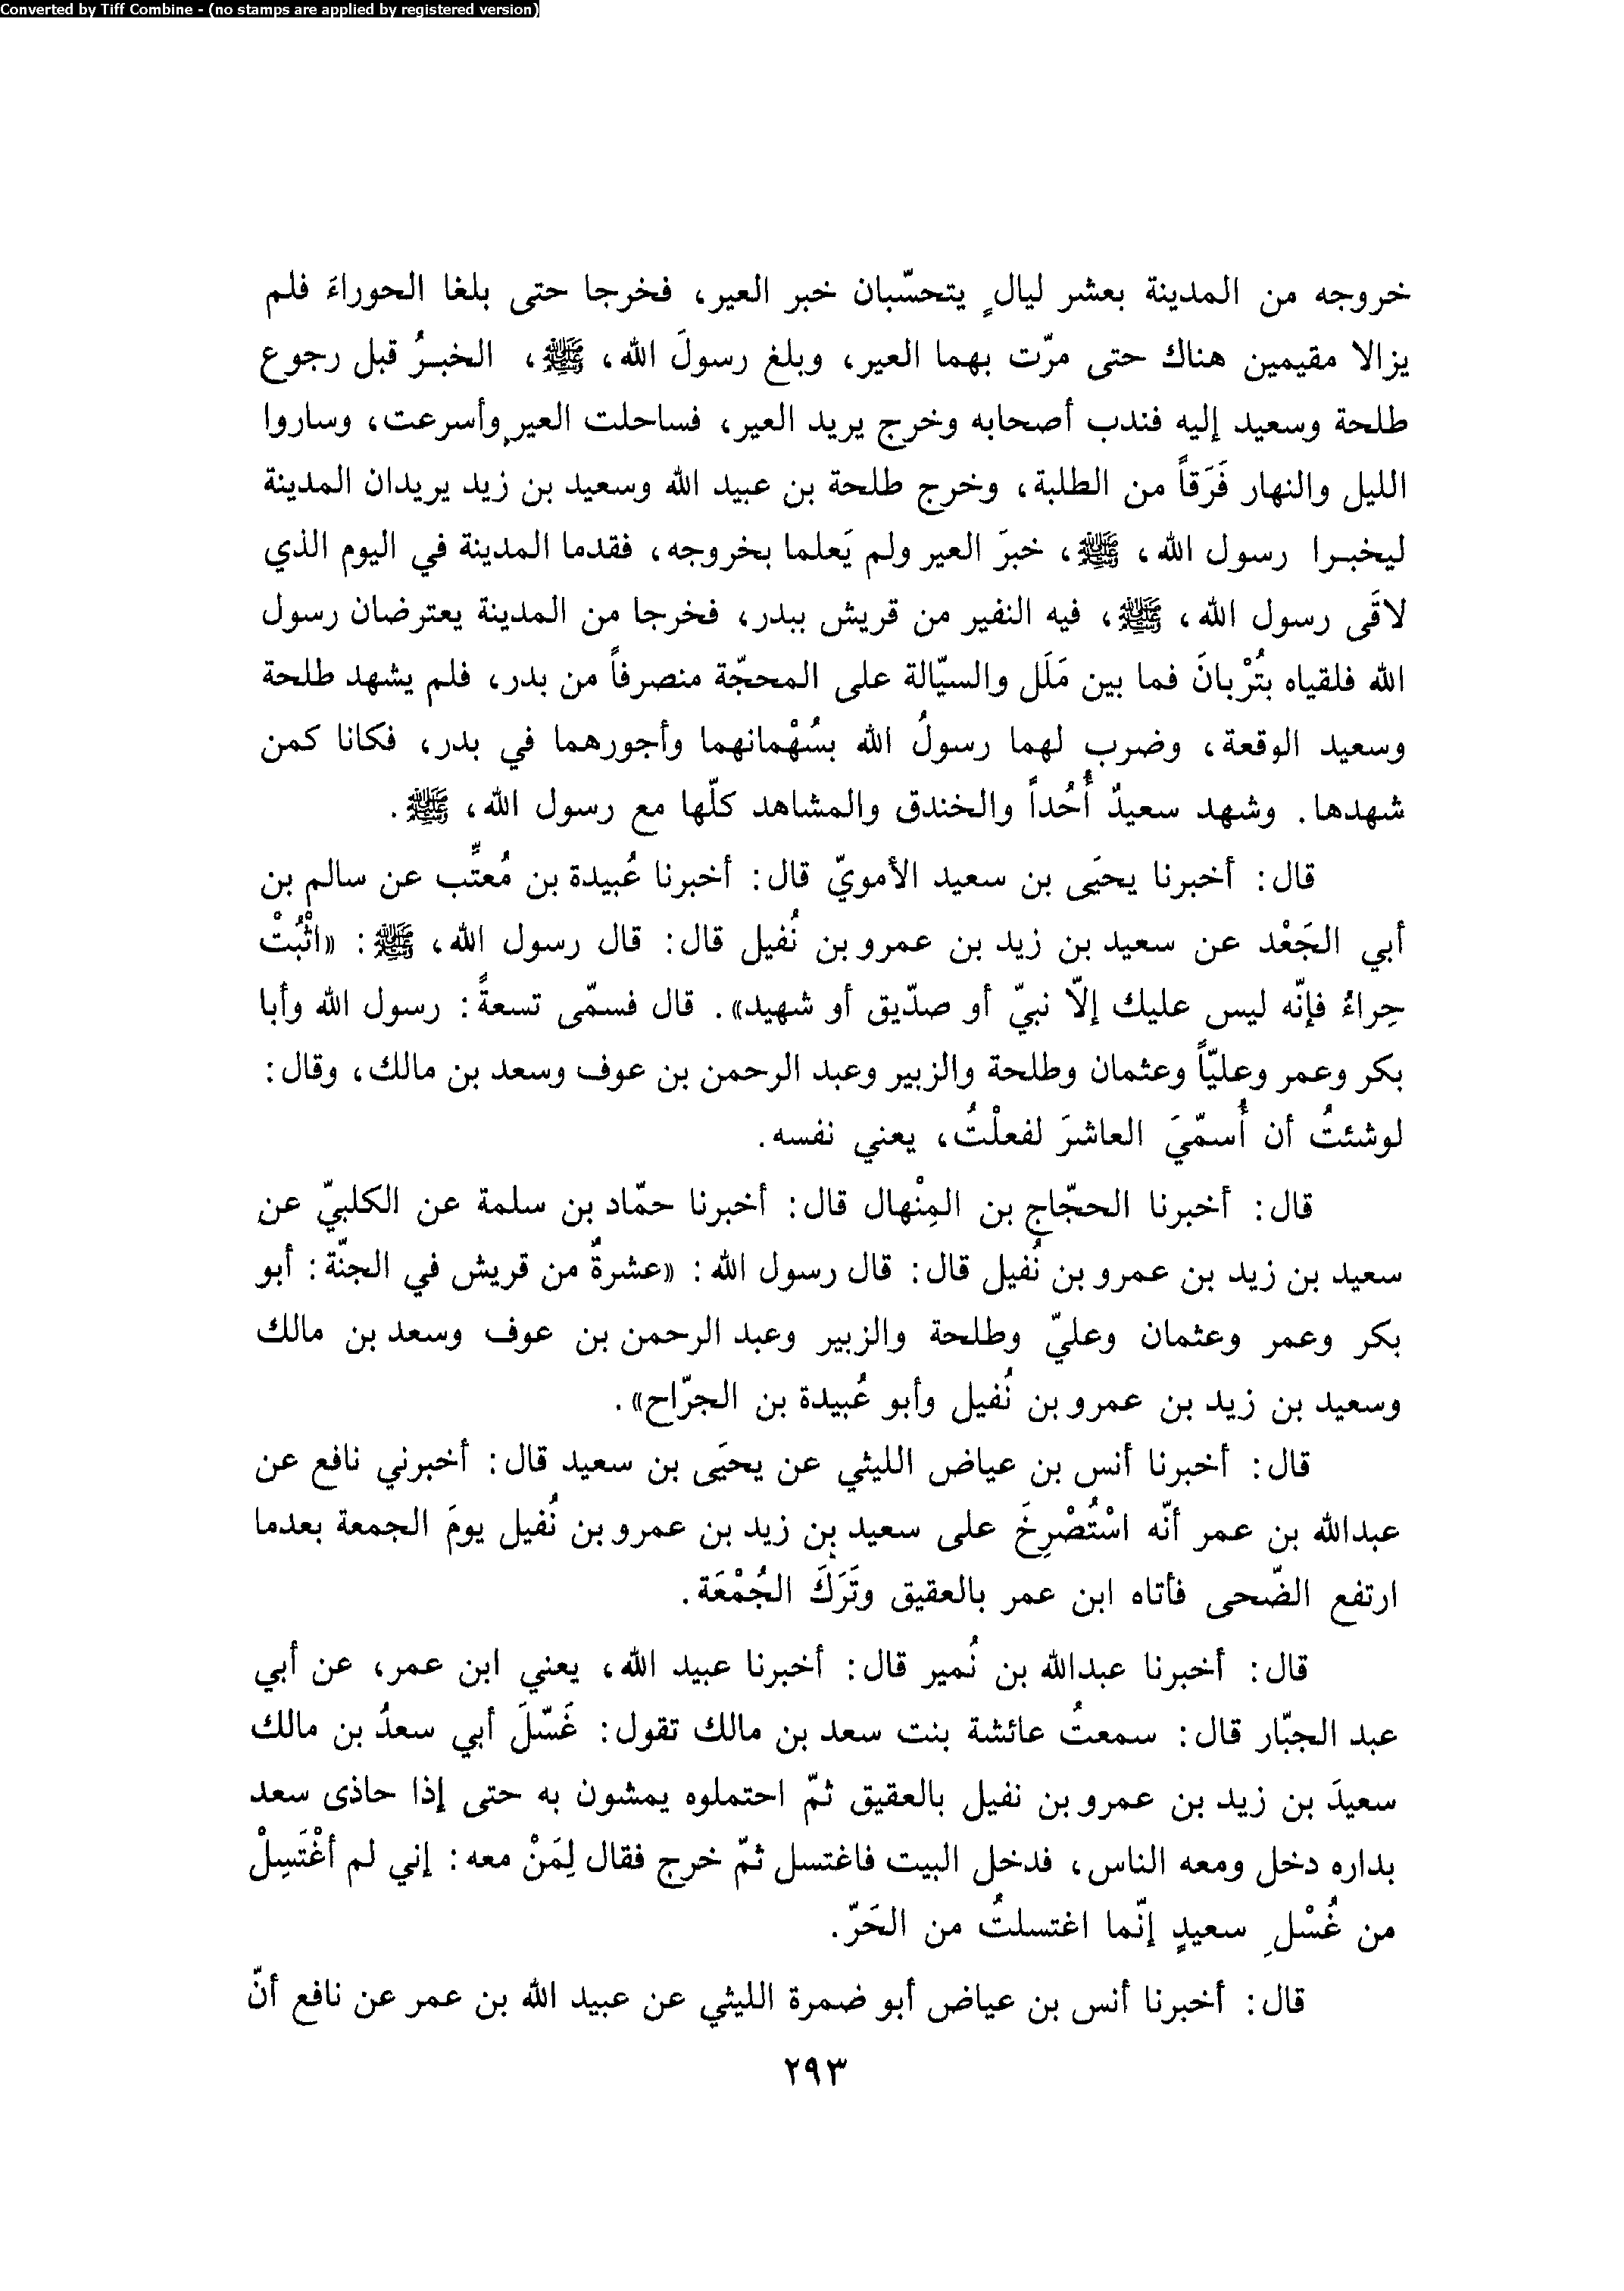 Converted by Tiff Combine - (no stamps are applied by registered version)
خروجه من المدينة بعشر ليالٍ يتحسّبان خبر العير، فخرجا حتى بلغا الحوراءَ فلم
يزالا مقيمين هناك حتى مرّت بهما العير، وبلغ رسولَ الله، ﷺ، الخبـرُ قبل رجوع
طلحة وسعيد إليه فندب أصحابه وخرج يريد العير، فساحلت العير وأسرعت، وساروا
الليل والنهار فَرَقاً من الطلبة، وخرج طلحة بن عبيد الله وسعيد بن زيد يريدان المدينة
ليخبـرا رسول الله، ﷺ، خبرَ العير ولم يَعلما بخروجه، فقدما المدينة في اليوم الذي
لاقَى رسول الله، ﷺ، فيه النفير من قريش ببدر، فخرجا من المدينة يعترضان رسول
الله فلقياه بتُرْبانَ فما بين مَلَل والسيّالة على المحجّة منصرفاً من بدر، فلم يشهد طلحة
وسعيد الوقعة، وضرب لهما رسولُ الله بسُهْمانهما وأجورهما في بدر، فكانا كمن
شهدها. وشهد سعيدٌ أُحُداً والخندق والمشاهد كلّها مع رسول الله، ﷺ.
قال: أخبرنا يحيَى بن سعيد الأمويّ قال: أخبرنا عُبيدة بن مُعتِّب عن سالم بن
أبي الجَعْد عن سعيد بن زيد بن عمرو بن نُفيل قال: قال رسول الله، ﷺ: «اثْبُتْ
حِراءُ فإنّه ليس عليك إلاّ نبيّ أو صدّيق أو شهيد». قال فسمّى تسعةً: رسول الله وأبا
بكر وعمر وعليّاً وعثمان وطلحة والزبير وعبد الرحمن بن عوف وسعد بن مالك، وقال:
لوشئتُ أن أُسمّيَ العاشرَ لفعلْتُ، يعني نفسه.
قال: أخبرنا الحجّاج بن المِنْهال قال: أخبرنا حمّاد بن سلمة عن الكلبيّ عن
سعيد بن زيد بن عمرو بن نُفيل قال: قال رسول الله: «عشرةٌ من قريش في الجنّة: أبو
بكر وعمر وعثمان وعليّ وطلحة والزبير وعبد الرحمن بن عوف وسعد بن مالك
وسعيد بن زيد بن عمرو بن نُفيل وأبو عُبيدة بن الجرّاح».
قال: أخبرنا أنس بن عياض الليثي عن يحيَى بن سعيد قال: أخبرني نافع عن
عبدالله بن عمر أنّه اسْتُصْرِخَ على سعيد بن زيد بن عمرو بن نُفيل يومَ الجمعة بعدما
ارتفع الضّحى فأتاه ابن عمر بالعقيق وتَرَكَ الجُمْعَة.
قال: أخبرنا عبدالله بن نُمير قال: أخبرنا عبيد الله، يعني ابن عمر، عن أبي
عبد الجبّار قال: سمعتُ عائشة بنت سعد بن مالك تقول: غَسّلَ أبي سعدُ بن مالك
سعيدَ بن زيد بن عمرو بن نفيل بالعقيق ثمّ احتملوه يمشون به حتى إذا حاذى سعد
بداره دخل ومعه الناس، فدخل البيت فاغتسل ثمّ خرج فقال لِمَنْ معه: إني لم أغْتَسِلْ
من غُسْلِ سعيدٍ إنّما اغتسلتُ من الحَرّ.
قال: أخبرنا أنس بن عياض أبو ضمرة الليثي عن عبيد الله بن عمر عن نافع أنّ
٢٩٣